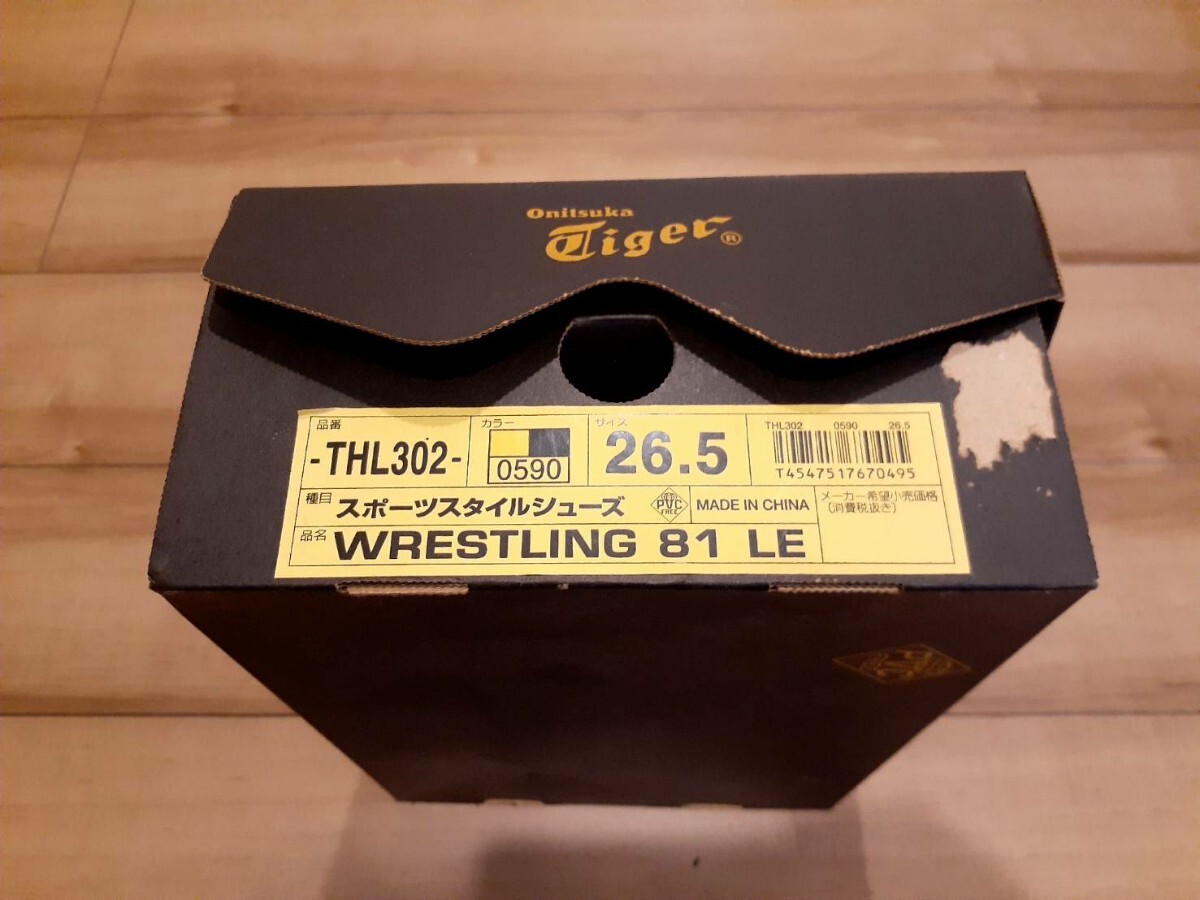 Onitsuka
Tiger®
品番
-THL302-
カラー
0590
サイズ
26.5
THL302 0590 26.5
T4547517670495
種目
スポーツスタイルシューズ
PVC
FREE
MADE IN CHINA
メーカー希望小売価格
(消費税抜き)
品名
WRESTLING 81 LE